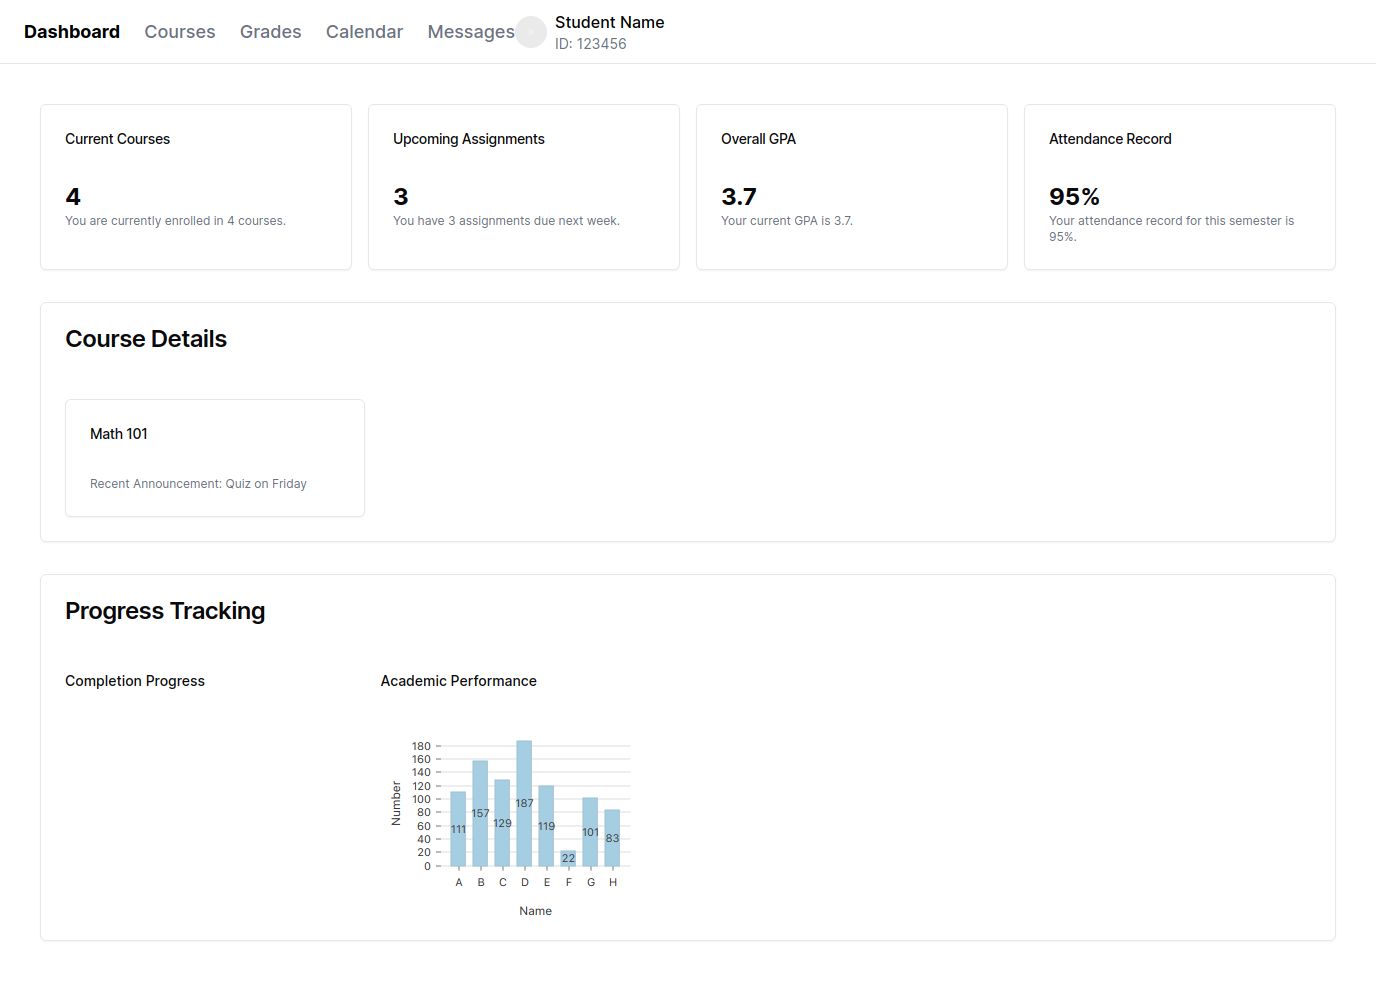 Dashboard Courses Grades Calendar Messages
Student Name
ID: 123456
Current Courses
4
You are currently enrolled in 4 courses.
Upcoming Assignments
3
You have 3 assignments due next week.
Overall GPA
3.7
Your current GPA is 3.7.
Attendance Record
95%
Your attendance record for this semester is
95%.
Course Details
Math 101
Recent Announcement: Quiz on Friday
Progress Tracking
Completion Progress
Academic Performance
Number
180
160
140
120
100
80
60
40
20
0
111
157
129
187
119
22
101
83
A B C D E F G H
Name